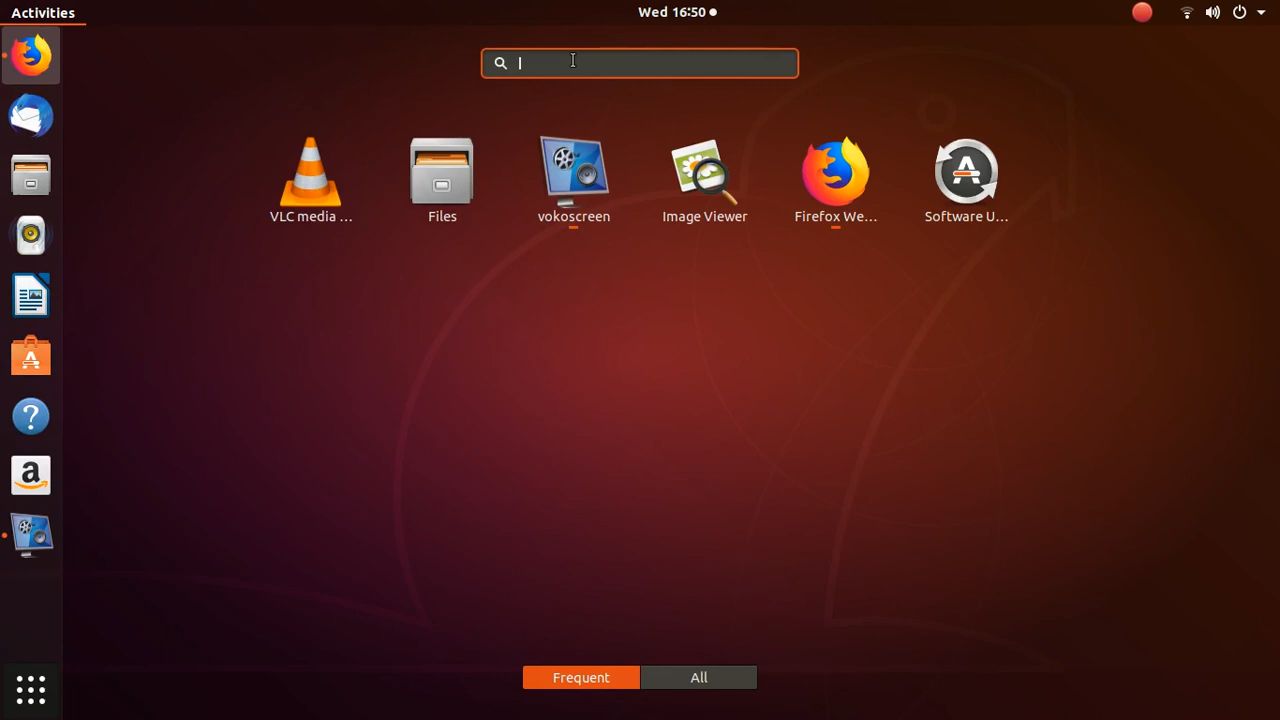 Activities
Wed 16:50
VLC media ...
Files
vokoscreen
Image Viewer
Firefox We...
Software U...
Frequent
All